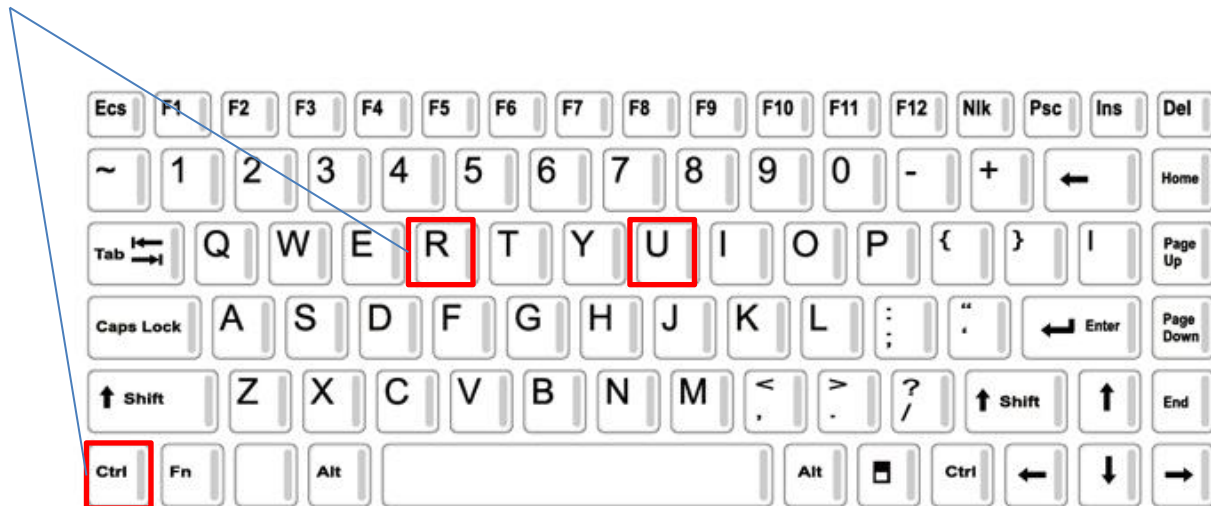 Ecs F1 F2 F3 F4 F5 F6 F7 F8 F9 F10 F11 F12 Nlk Psc Ins Del
~ 1 2 3 4 5 6 7 8 9 0 - + ← Home
Tab Q W E R T Y U I O P { } | Page Up
Caps Lock A S D F G H J K L : ; “ ‘ Enter Page Down
↑ Shift Z X C V B N M < , > . ? / ↑ Shift ↑ End
Ctrl Fn Alt Alt Ctrl ← ↓ →